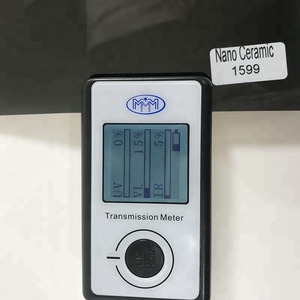 Nano Ceramic
1599
UV 0%
VL 15%
IR 5%
Transmission Meter